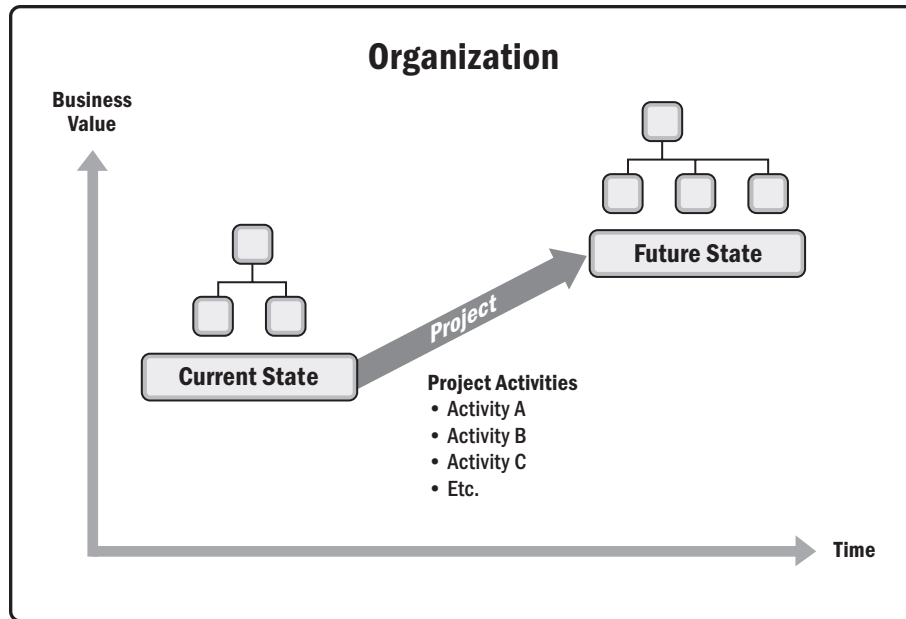 Organization
Business
Value
Future State
Project
Current State
Project Activities
• Activity A
• Activity B
• Activity C
• Etc.
Time